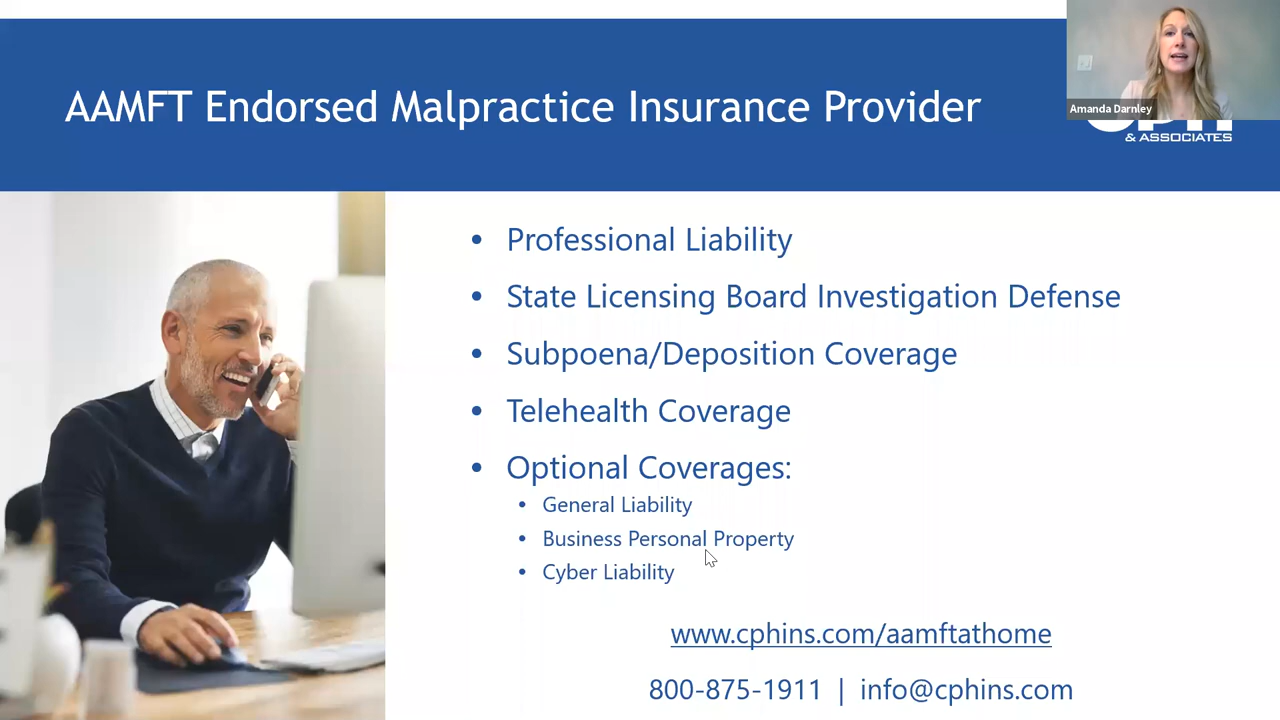 AAMFT Endorsed Malpractice Insurance Provider
Amanda Darnley
& ASSOCIATES
• Professional Liability
• State Licensing Board Investigation Defense
• Subpoena/Deposition Coverage
• Telehealth Coverage
• Optional Coverages:
• General Liability
• Business Personal Property
• Cyber Liability
www.cphins.com/aamftathome
800-875-1911 | info@cphins.com